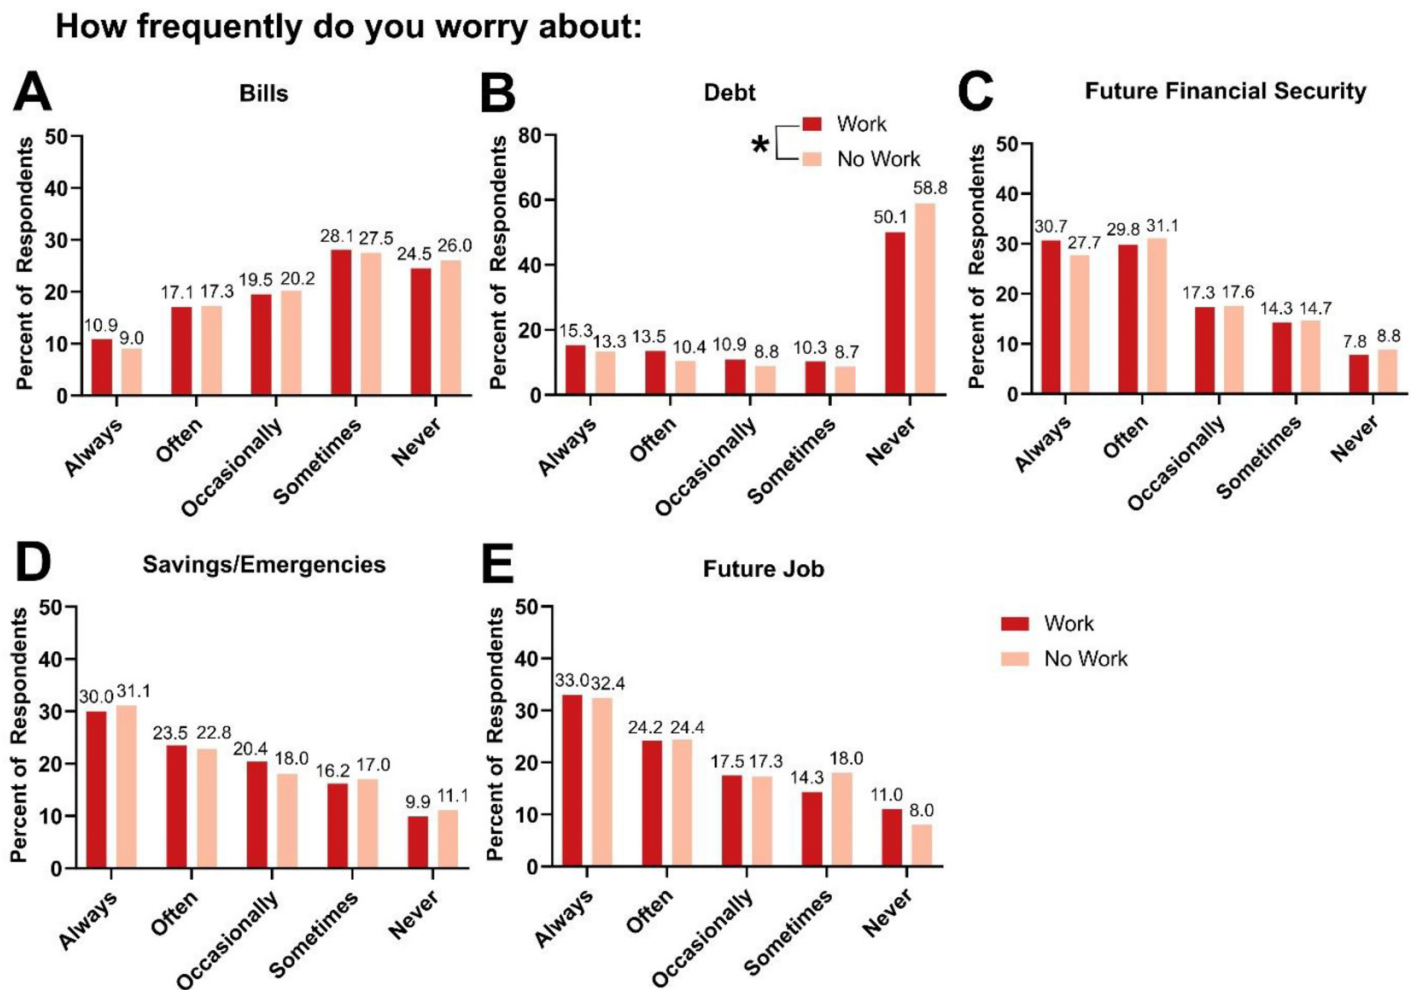 How frequently do you worry about:
A
Bills
Percent of Respondents
50
40
30
20
10
0
10.9
9.0
17.1
17.3
19.5
20.2
28.1
27.5
24.5
26.0
Always
Often
Occasionally
Sometimes
Never
B
Debt
*
Work
No Work
Percent of Respondents
80
60
40
20
0
15.3
13.3
13.5
10.4
10.9
8.8
10.3
8.7
50.1
58.8
Always
Often
Occasionally
Sometimes
Never
C
Future Financial Security
Percent of Respondents
50
40
30
20
10
0
30.7
27.7
29.8
31.1
17.3
17.6
14.3
14.7
7.8
8.8
Always
Often
Occasionally
Sometimes
Never
D
Savings/Emergencies
Percent of Respondents
50
40
30
20
10
0
30.0
31.1
23.5
22.8
20.4
18.0
16.2
17.0
9.9
11.1
Always
Often
Occasionally
Sometimes
Never
E
Future Job
Percent of Respondents
50
40
30
20
10
0
33.0
32.4
24.2
24.4
17.5
17.3
14.3
18.0
11.0
8.0
Always
Often
Occasionally
Sometimes
Never
Work
No Work